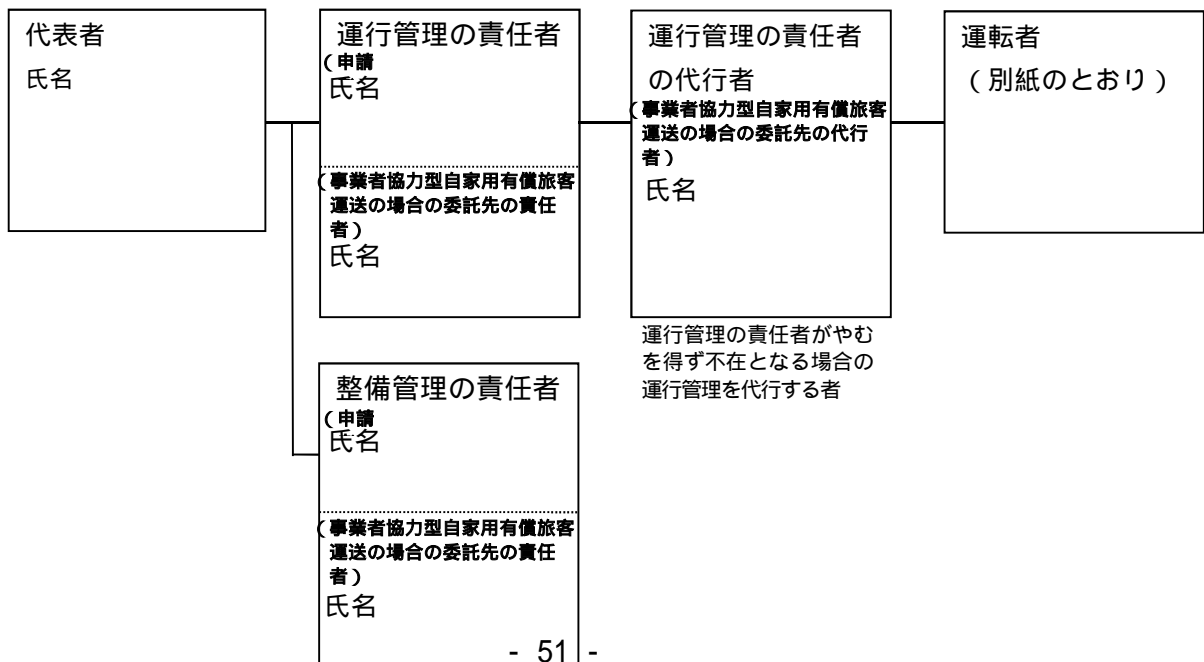 代表者
氏名
運行管理の責任者
(申請
氏名
(事業者協力型自家用有償旅客
運送の場合の委託先の責任
者)
氏名
運行管理の責任者
の代行者
(事業者協力型自家用有償旅客
運送の場合の委託先の代行
者)
氏名
運行管理の責任者がやむ
を得ず不在となる場合の
運行管理を代行する者
運転者
(別紙のとおり)
整備管理の責任者
(申請
氏名
(事業者協力型自家用有償旅客
運送の場合の委託先の責任
者)
氏名
- 51 -